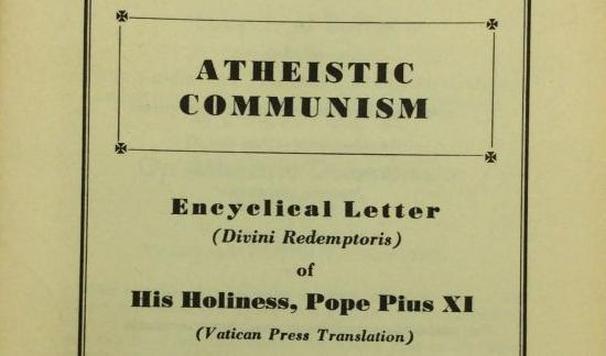 ATHEISTIC
COMMUNISM
Encyclical Letter
(Divini Redemptoris)
of
His Holiness, Pope Pius XI
(Vatican Press Translation)